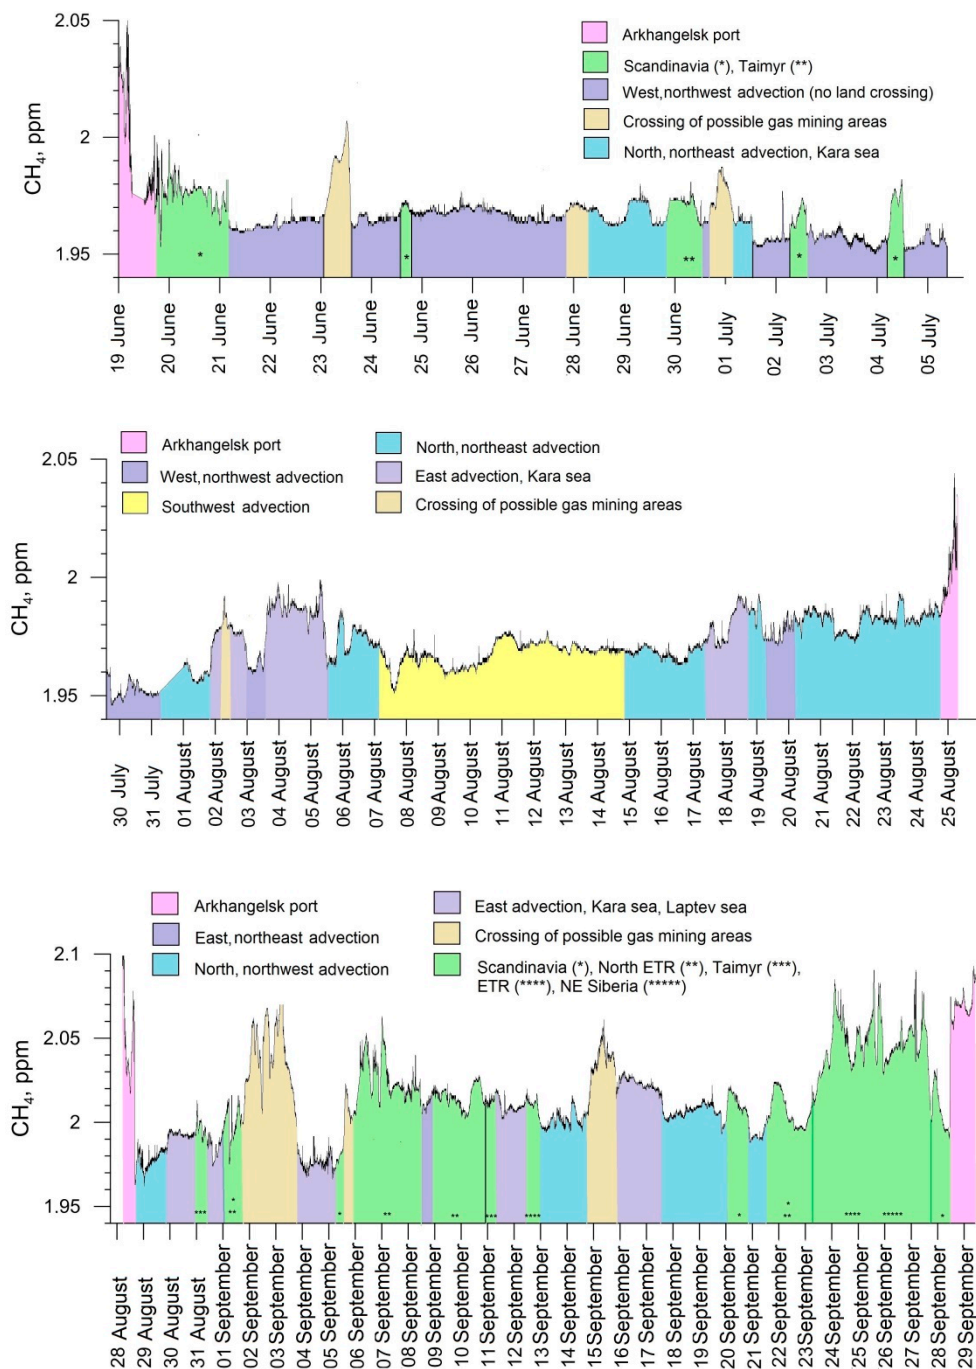 2.05
2
1.95
CH₄, ppm
Arkhangelsk port
Scandinavia (*), Taimyr (**)
West, northwest advection (no land crossing)
Crossing of possible gas mining areas
North, northeast advection, Kara sea
*
*
**
*
*
19 June
20 June
21 June
22 June
23 June
24 June
25 June
26 June
27 June
28 June
29 June
30 June
01 July
02 July
03 July
04 July
05 July
2.05
2
1.95
CH₄, ppm
Arkhangelsk port
West, northwest advection
Southwest advection
North, northeast advection
East advection, Kara sea
Crossing of possible gas mining areas
30 July
31 July
01 August
02 August
03 August
04 August
05 August
06 August
07 August
08 August
09 August
10 August
11 August
12 August
13 August
14 August
15 August
16 August
17 August
18 August
19 August
20 August
21 August
22 August
23 August
24 August
25 August
2.1
2.05
2
1.95
CH₄, ppm
Arkhangelsk port
East, northeast advection
North, northwest advection
East advection, Kara sea, Laptev sea
Crossing of possible gas mining areas
Scandinavia (*), North ETR (**), Taimyr (***),
ETR (****), NE Siberia (*****)
***
*
**
*
**
**
***
****
*
*
**
****
*****
*
28 August
29 August
30 August
31 August
01 September
02 September
03 September
04 September
05 September
06 September
07 September
08 September
09 September
10 September
11 September
12 September
13 September
14 September
15 September
16 September
17 September
18 September
19 September
20 September
21 September
22 September
23 September
24 September
25 September
26 September
27 September
28 September
29 September